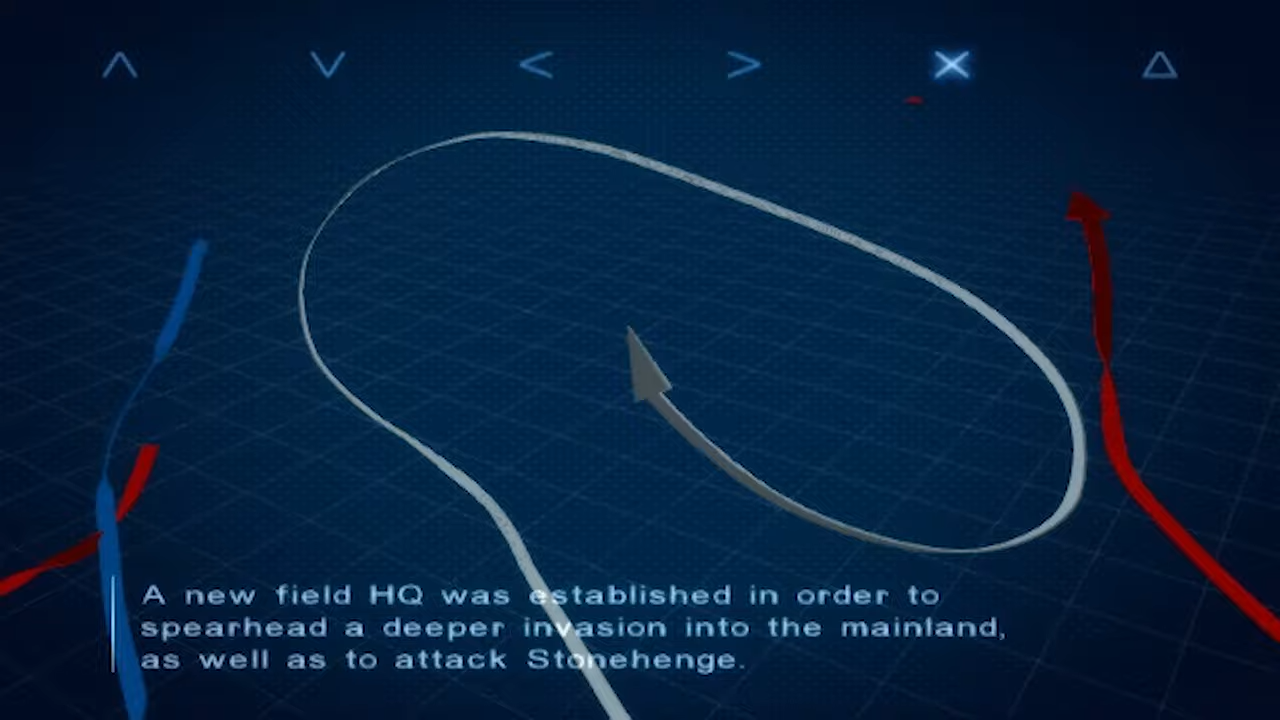 A new field HQ was established in order to
spearhead a deeper invasion into the mainland,
as well as to attack Stonehenge.